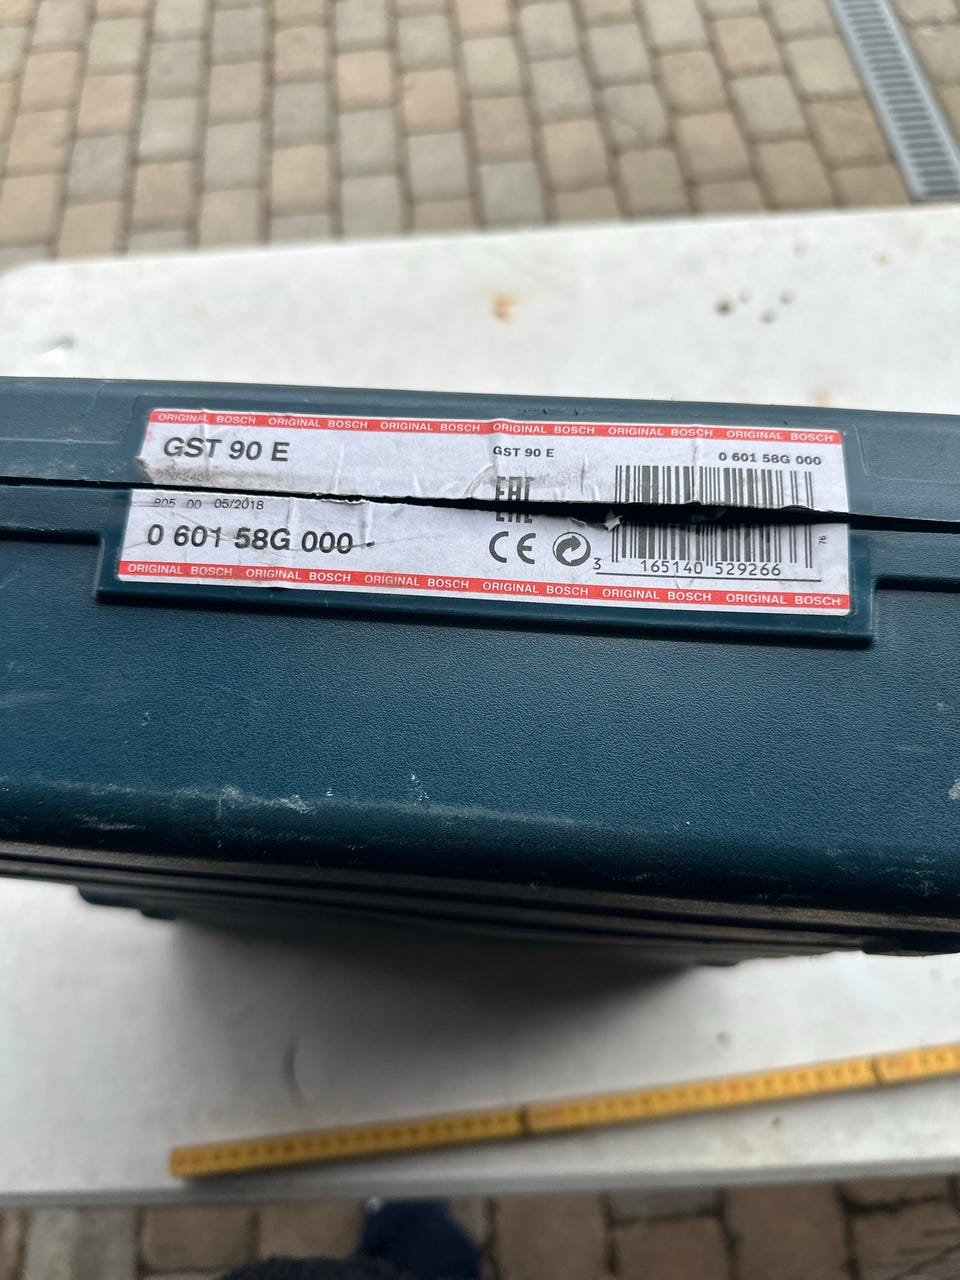 ORIGINAL BOSCH ORIGINAL BOSCH ORIGINAL BOSCH ORIGINAL BOSCH ORIGINAL BOSCH ORIGINAL BOSCH
GST 90 E
GST 90 E
0 601 58G 000
EAC
805 00 05/2018
0 601 58G 000 -
CE
76
3 165140 529266
ORIGINAL BOSCH ORIGINAL BOSCH ORIGINAL BOSCH ORIGINAL BOSCH ORIGINAL BOSCH ORIGINAL BOSCH